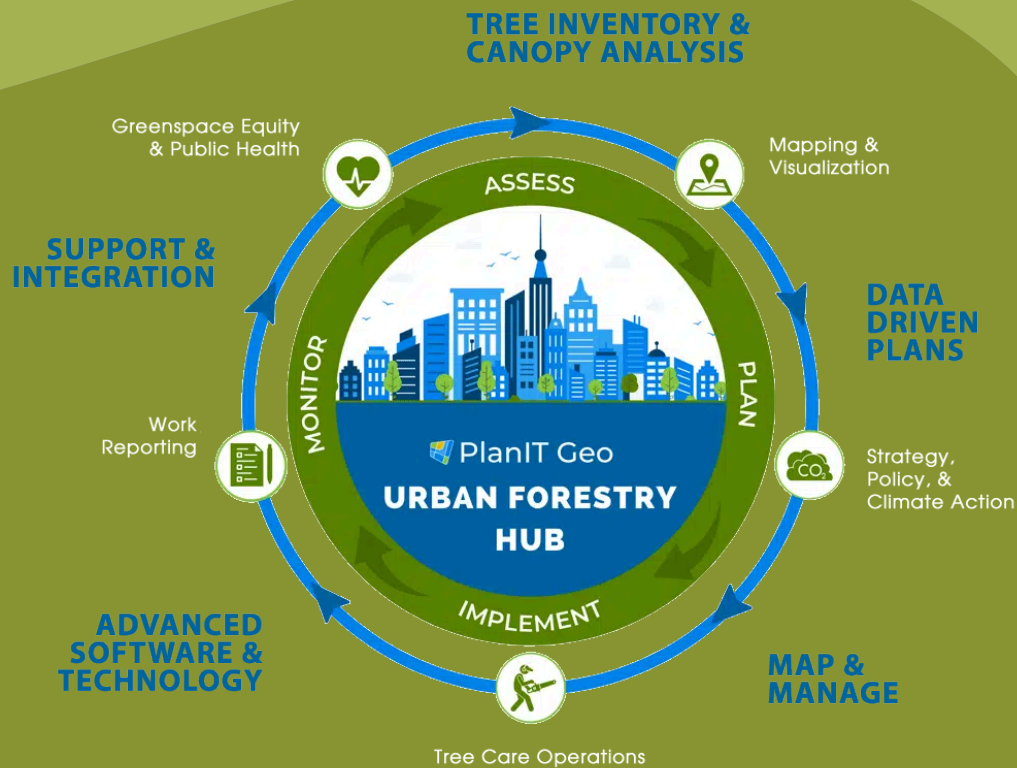 TREE INVENTORY &
CANOPY ANALYSIS
Greenspace Equity
& Public Health
Mapping &
Visualization
ASSESS
SUPPORT &
INTEGRATION
DATA
DRIVEN
PLANS
MONITOR
PLAN
Work
Reporting
PlanIT Geo
URBAN FORESTRY
HUB
CO2
Strategy,
Policy, &
Climate Action
IMPLEMENT
ADVANCED
SOFTWARE &
TECHNOLOGY
MAP &
MANAGE
Tree Care Operations